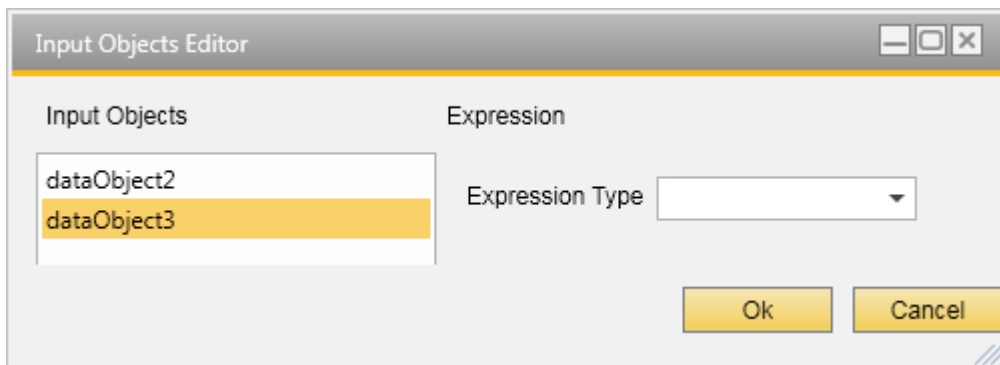 Input Objects Editor
Input Objects Expression
dataObject2
dataObject3
Expression Type
Ok Cancel